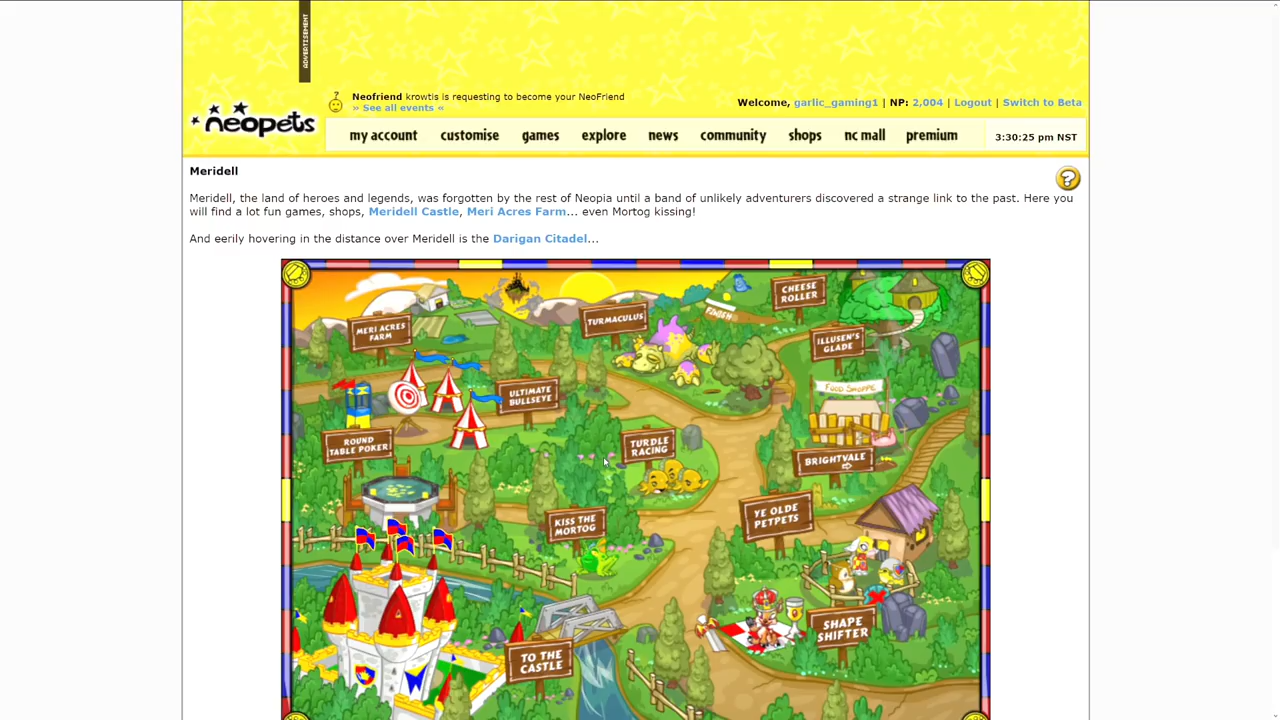 ADVERTISEMENT
Neofriend krowtis is requesting to become your NeoFriend
» See all events «
Welcome, garlic_gaming1 | NP: 2,004 | Logout | Switch to Beta
neopets
my account customise games explore news community shops nc mall premium 3:30:25 pm NST
Meridell
Meridell, the land of heroes and legends, was forgotten by the rest of Neopia until a band of unlikely adventurers discovered a strange link to the past. Here you
will find a lot fun games, shops, Meridell Castle, Meri Acres Farm... even Mortog kissing!
And eerily hovering in the distance over Meridell is the Darigan Citadel...
CHEESE
ROLLER
FINISH
TURMACULUS
MERI ACRES
FARM
ILLUSEN'S
GLADE
FOOD SHOPPE
ULTIMATE
BULLSEYE
ROUND
TABLE POKER
TURDLE
RACING
BRIGHTVALE
YE OLDE
PETPETS
KISS THE
MORTOG
SHAPE
SHIFTER
TO THE
CASTLE